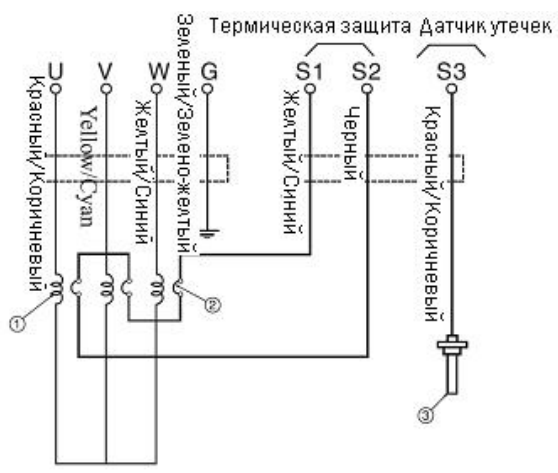 Термическая защита Датчик утечек
U V W G S1 S2 S3
Красный/Коричневый
Yellow/Cyan
Желтый/Синий
Зеленый/Зелено-желтый
Желтый/Синий
Черный
Красный/Коричневый
①
②
③